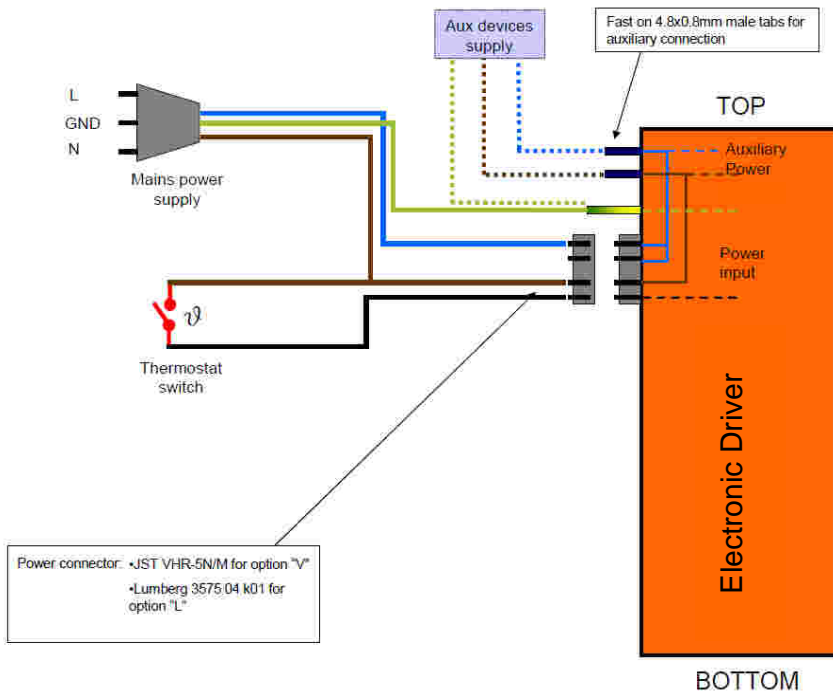 Aux devices
supply
Fast on 4.8x0.8mm male tabs for
auxiliary connection
L
GND
N
Mains power
supply
TOP
Auxiliary
Power
Power
input
ϑ
Thermostat
switch
Electronic Driver
Power connector: •JST VHR-5N/M for option "V"
•Lumberg 3575 04 k01 for
option "L"
BOTTOM